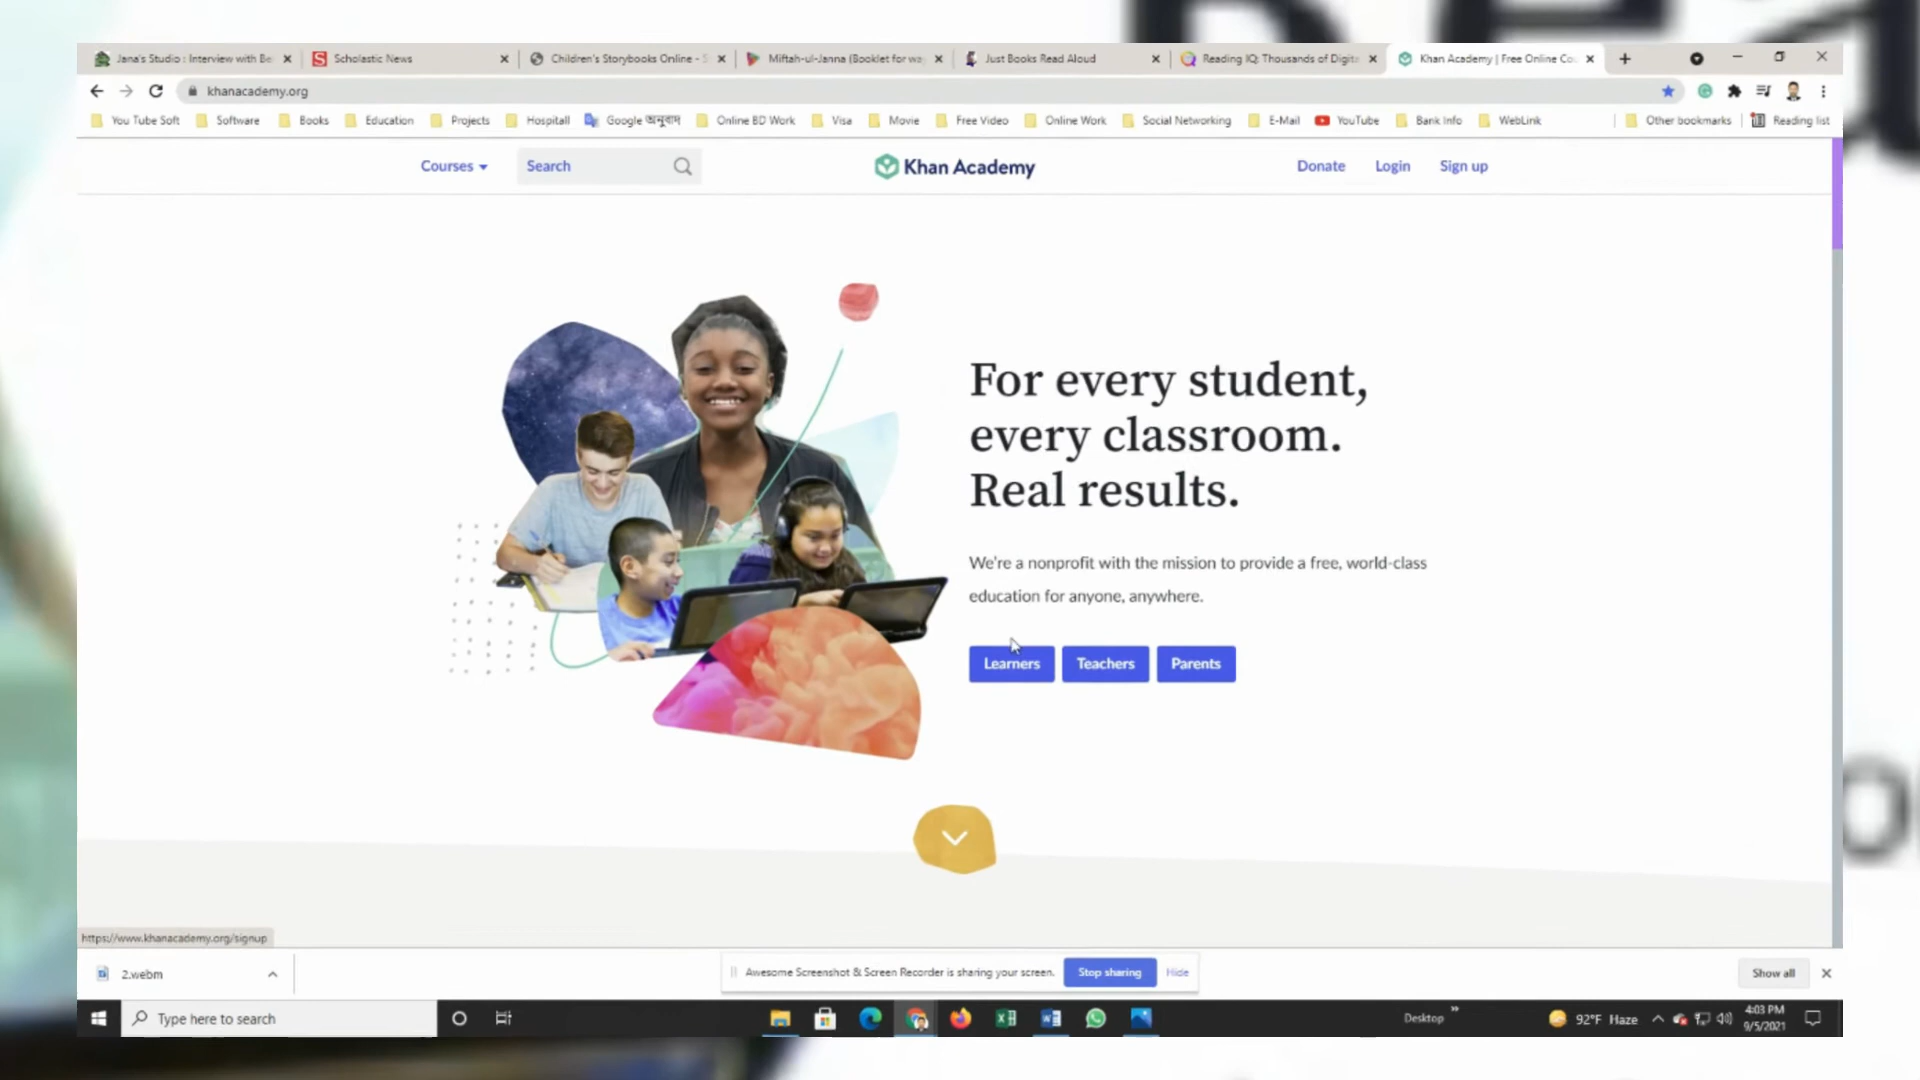 Jana's Studio : Interview with Be
Scholastic News
Children's Storybooks Online - S
Miftah-ul-Janna (Booklet for wa
Just Books Read Aloud
Reading IQ: Thousands of Digit
Khan Academy | Free Online Co
khanacademy.org
You Tube Soft
Software
Books
Education
Projects
Hospitall
Google অনুবাদ
Online BD Work
Visa
Movie
Free Video
Online Work
Social Networking
E-Mail
YouTube
Bank Info
WebLink
Other bookmarks
Reading list
Courses
Search
Khan Academy
Donate
Login
Sign up
For every student,
every classroom.
Real results.
We're a nonprofit with the mission to provide a free, world-class
education for anyone, anywhere.
Learners
Teachers
Parents
https://www.khanacademy.org/signup
2.webm
Awesome Screenshot & Screen Recorder is sharing your screen.
Stop sharing
Hide
Show all
Type here to search
Desktop
92°F Haze
4:03 PM
9/5/2021